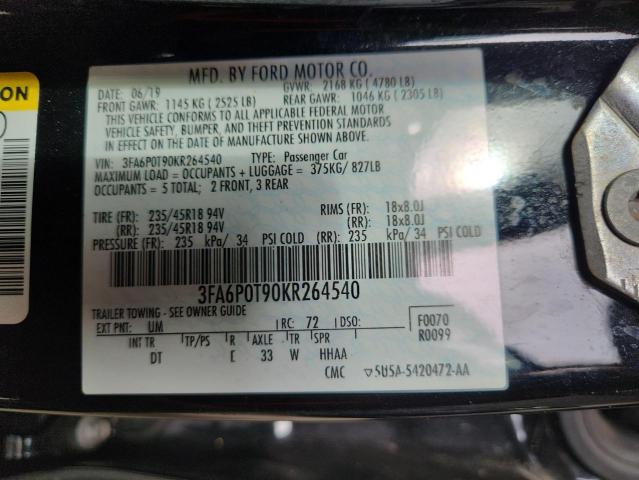 MFD. BY FORD MOTOR CO.
DATE: 06/19 GVWR: 2168 KG ( 4780 LB)
FRONT GAWR: 1145 KG ( 2525 LB) REAR GAWR: 1046 KG ( 2305 LB)
THIS VEHICLE CONFORMS TO ALL APPLICABLE FEDERAL MOTOR
VEHICLE SAFETY, BUMPER, AND THEFT PREVENTION STANDARDS
IN EFFECT ON THE DATE OF MANUFACTURE SHOWN ABOVE.
VIN: 3FA6P0T90KR264540 TYPE: Passenger Car
MAXIMUM LOAD = OCCUPANTS + LUGGAGE = 375KG/ 827LB
OCCUPANTS = 5 TOTAL; 2 FRONT, 3 REAR
TIRE (FR): 235/45R18 94V RIMS (FR): 18x8.0J
(RR): 235/45R18 94V (RR): 18x8.0J
PRESSURE (FR): 235 kPa/ 34 PSI COLD (RR): 235 kPa/ 34 PSI COLD
3FA6P0T90KR264540
TRAILER TOWING - SEE OWNER GUIDE
EXT PNT: UM RC: 72 DSO: F0070
R0099
INT TR TP/PS R AXLE TR SPR
DT E 33 W HHAA
CMC 5U5A-5420472-AA
ON